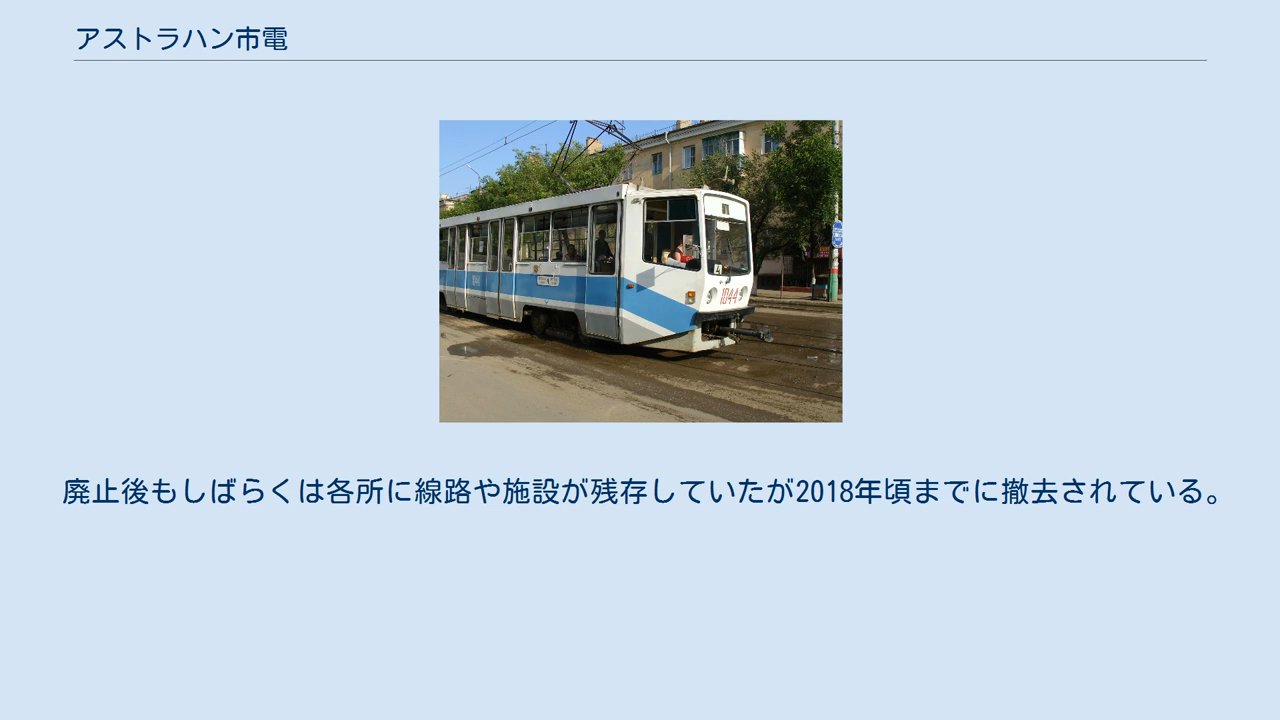 アストラハン市電
4
1044
廃止後もしばらくは各所に線路や施設が残存していたが2018年頃までに撤去されている。